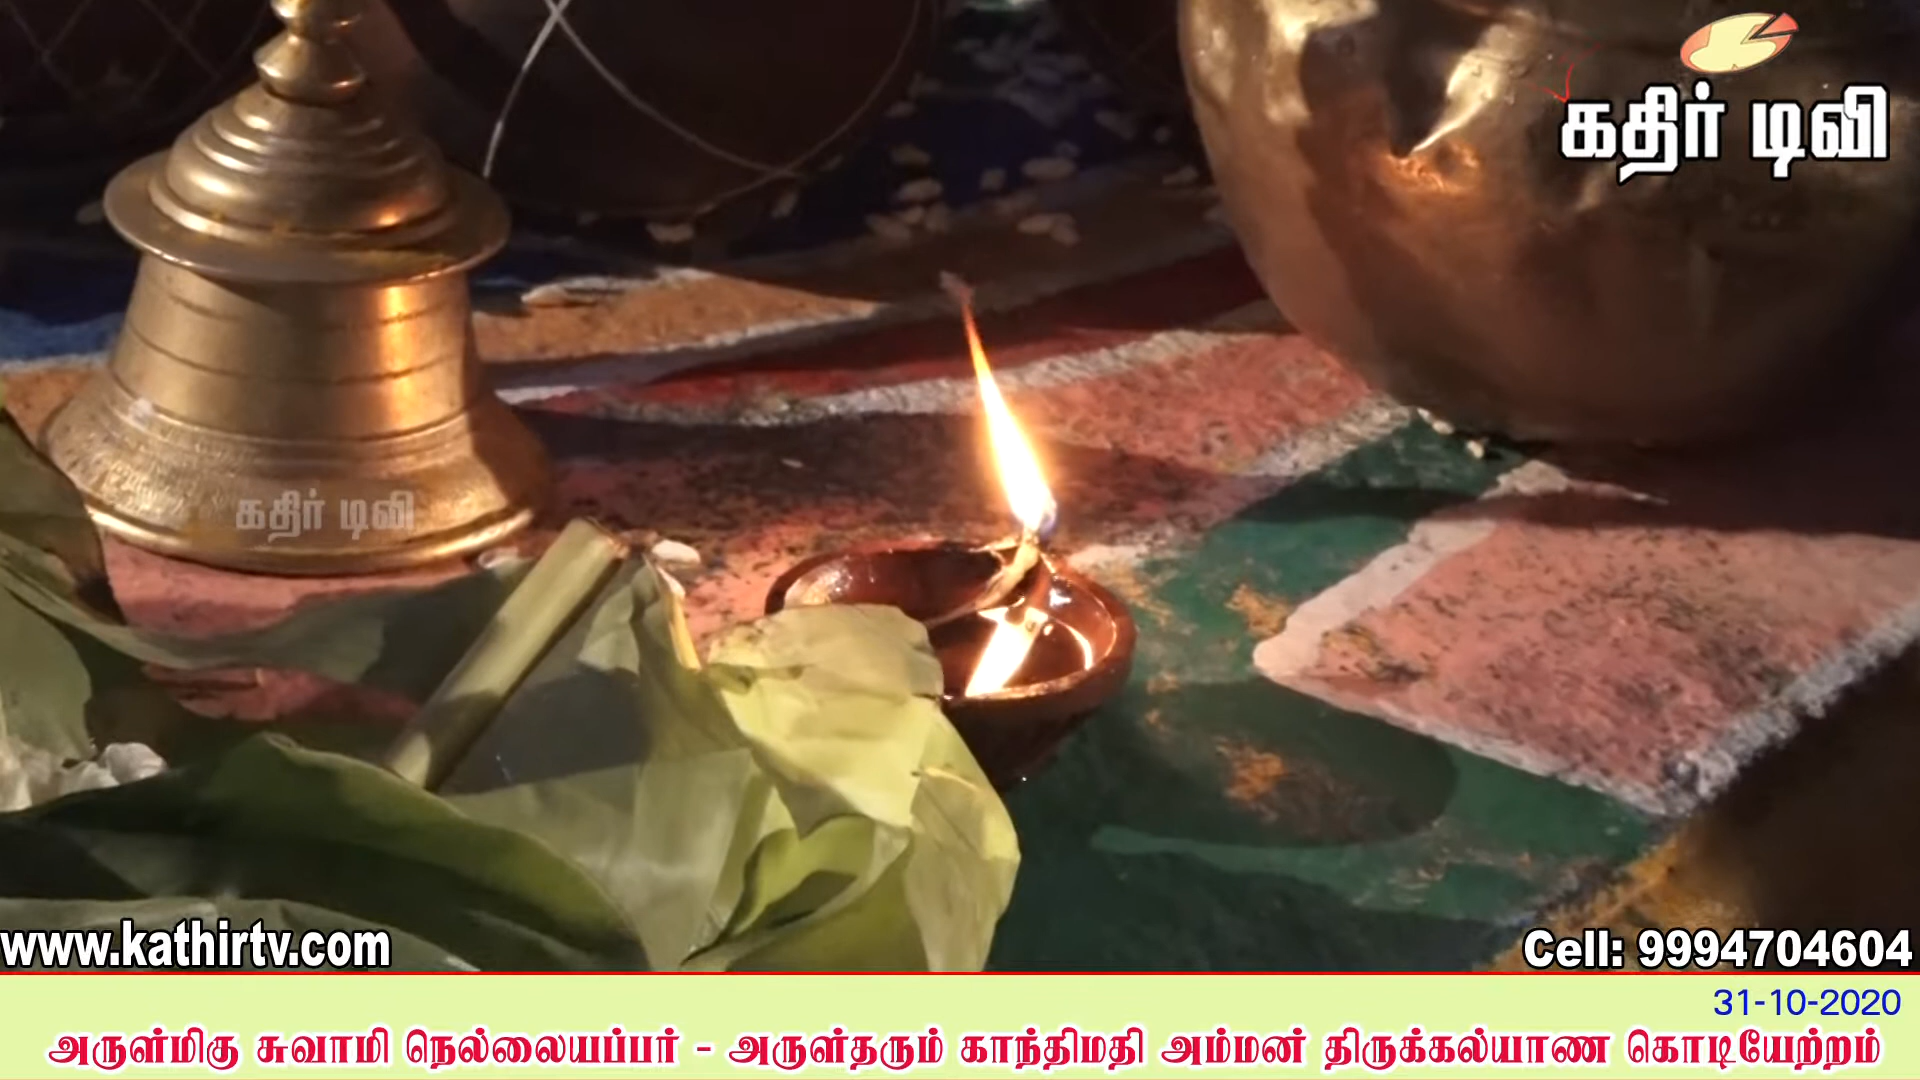 கதிர் டிவி
கதிர் டிவி
www.kathirtv.com
Cell: 9994704604
31-10-2020
அருள்மிகு சுவாமி நெல்லையப்பர் - அருள்தரும் காந்திமதி அம்மன் திருக்கல்யாண கொடியேற்றம்